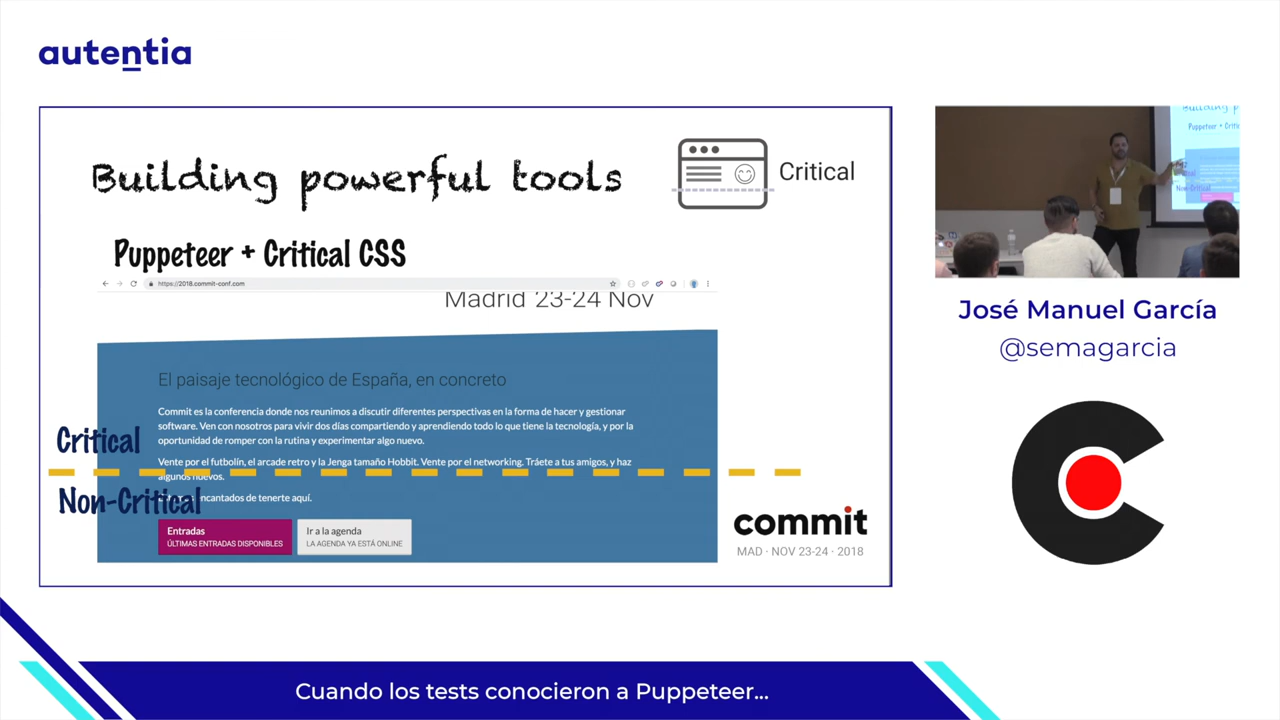 autentia
Building powerful tools
Critical
Puppeteer + Critical CSS
https://2018.commit-conf.com
Madrid 23-24 Nov
El paisaje tecnológico de España, en concreto
Commit es la conferencia donde nos reunimos a discutir diferentes perspectivas en la forma de hacer y gestionar
software. Ven con nosotros para vivir dos días compartiendo y aprendiendo todo lo que tiene la tecnología, y por la
oportunidad de romper con la rutina y experimentar algo nuevo.
Critical
Vente por el futbolín, el arcade retro y la Jenga tamaño Hobbit. Vente por el networking. Tráete a tus amigos, y haz
algunos nuevos.
Non-Critical
encantados de tenerte aquí.
Entradas
ÚLTIMAS ENTRADAS DISPONIBLES
Ir a la agenda
LA AGENDA YA ESTÁ ONLINE
commit
MAD · NOV 23-24 · 2018
Building p
Puppeteer + Critic
Non-Critical
José Manuel García
@semagarcia
Cuando los tests conocieron a Puppeteer...